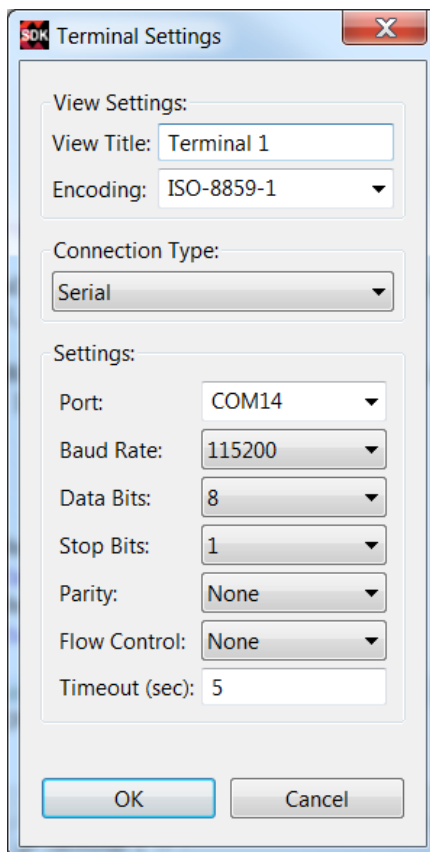 SDK Terminal Settings X
View Settings:
View Title: Terminal 1
Encoding: ISO-8859-1
Connection Type:
Serial
Settings:
Port: COM14
Baud Rate: 115200
Data Bits: 8
Stop Bits: 1
Parity: None
Flow Control: None
Timeout (sec): 5
OK Cancel